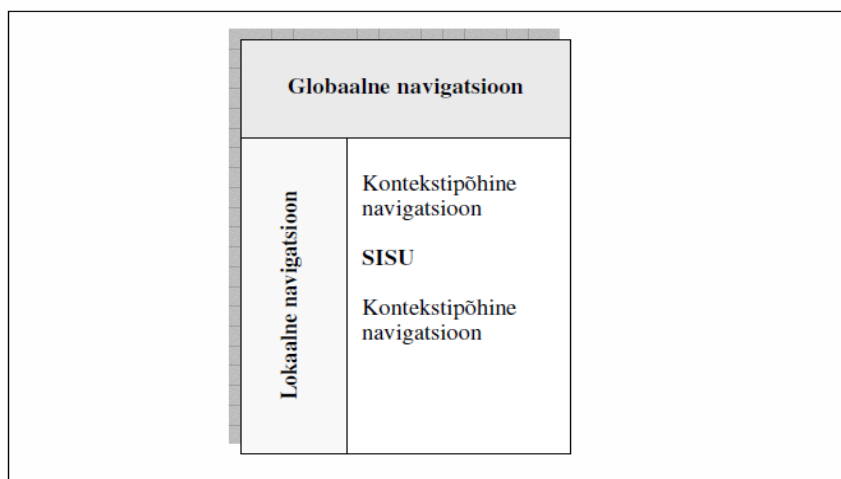 Globaalne navigatsioon
Lokaalne navigatsioon
Kontekstipõhine
navigatsioon
SISU
Kontekstipõhine
navigatsioon